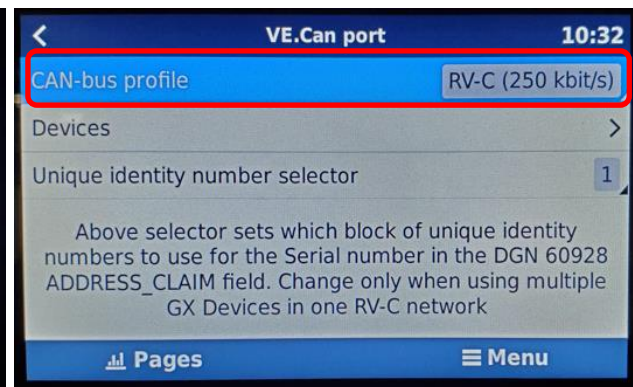 VE.Can port
10:32
CAN-bus profile
RV-C (250 kbit/s)
Devices
Unique identity number selector
1
Above selector sets which block of unique identity
numbers to use for the Serial number in the DGN 60928
ADDRESS_CLAIM field. Change only when using multiple
GX Devices in one RV-C network
Pages
Menu